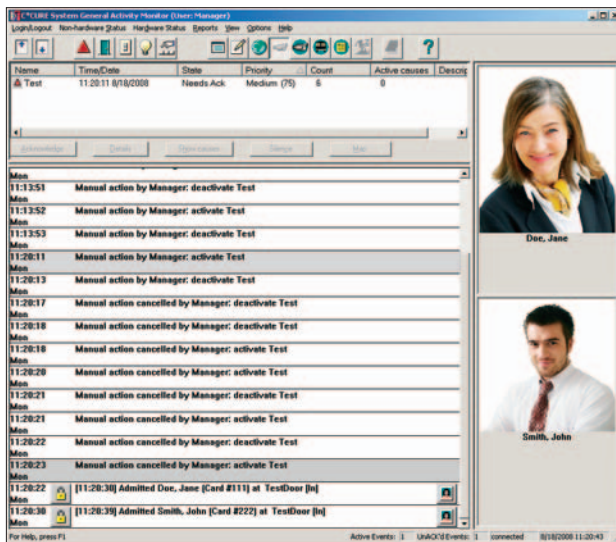 C*CURE System General Activity Monitor (User: Manager)
Login/Logout Non-hardware Status Hardware Status Reports View Options Help
Name Time/Date State Priority Count Active causes Descrip
Test 11:20:11 8/18/2008 Needs Ack Medium (75) 6 0
Acknowledge Details Show causes Silence Map
Mon
11:13:51 Manual action by Manager: deactivate Test
Mon
11:13:52 Manual action by Manager: activate Test
Mon
11:13:53 Manual action by Manager: deactivate Test
Mon
11:20:11 Manual action by Manager: activate Test
Mon
11:20:13 Manual action by Manager: deactivate Test
Mon
11:20:17 Manual action cancelled by Manager: deactivate Test
Mon
11:20:18 Manual action cancelled by Manager: deactivate Test
Mon
11:20:18 Manual action cancelled by Manager: activate Test
Mon
11:20:20 Manual action cancelled by Manager: activate Test
Mon
11:20:21 Manual action cancelled by Manager: deactivate Test
Mon
11:20:21 Manual action cancelled by Manager: activate Test
Mon
11:20:22 Manual action cancelled by Manager: deactivate Test
Mon
11:20:23 Manual action cancelled by Manager: activate Test
Mon
11:20:22 [11:20:30] Admitted Doe, Jane (Card #111) at TestDoor [In]
Mon
11:20:30 [11:20:39] Admitted Smith, John (Card #222) at TestDoor [In]
Mon
Doe, Jane
Smith, John
For Help, press F1 Active Events: 1 UnACK'd Events: 1 connected 8/18/2008 11:20:43